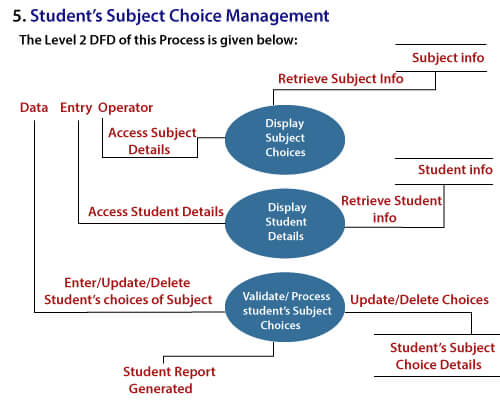 5. Student's Subject Choice Management
The Level 2 DFD of this Process is given below:
Subject info
Retrieve Subject Info
Data Entry Operator
Access Subject
Details
Display
Subject
Choices
Student info
Access Student Details
Display
Student
Details
Retrieve Student
info
Enter/Update/Delete
Student's choices of Subject
Validate/ Process
student's Subject
Choices
Update/Delete Choices
Student's Subject
Choice Details
Student Report
Generated